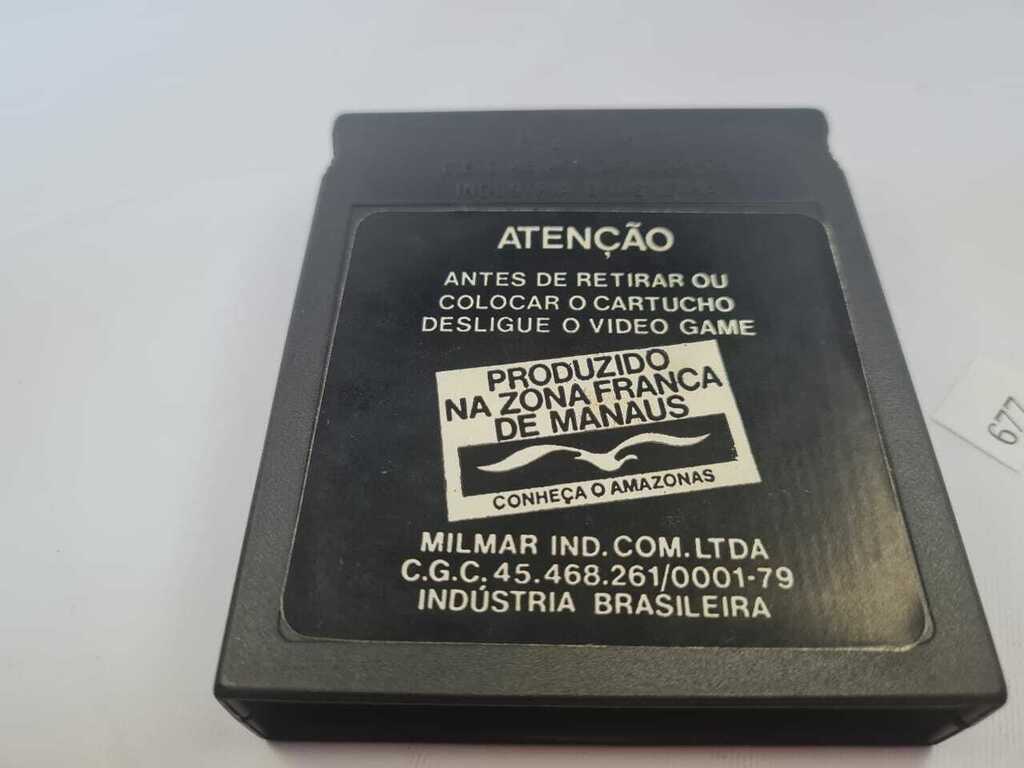 ATENÇÃO
ANTES DE RETIRAR OU
COLOCAR O CARTUCHO
DESLIGUE O VIDEO GAME
PRODUZIDO
NA ZONA FRANCA
DE MANAUS
CONHEÇA O AMAZONAS
MILMAR IND. COM. LTDA
C.G.C. 45.468.261/0001-79
INDÚSTRIA BRASILEIRA
677